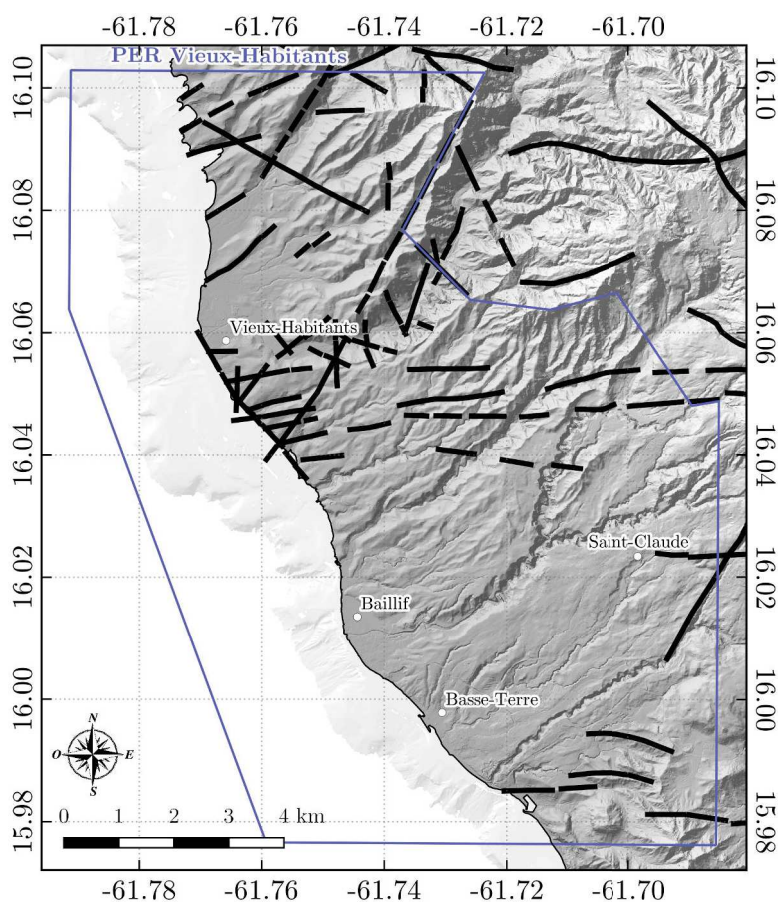 -61.78 -61.76 -61.74 -61.72 -61.70
PER Vieux-Habitants
16.10 16.10
16.08 16.08
Vieux-Habitants
16.06 16.06
16.04 16.04
Saint-Claude
16.02 16.02
Baillif
Basse-Terre
16.00 16.00
N
O E
S
0 1 2 3 4 km
15.98 15.98
-61.78 -61.76 -61.74 -61.72 -61.70